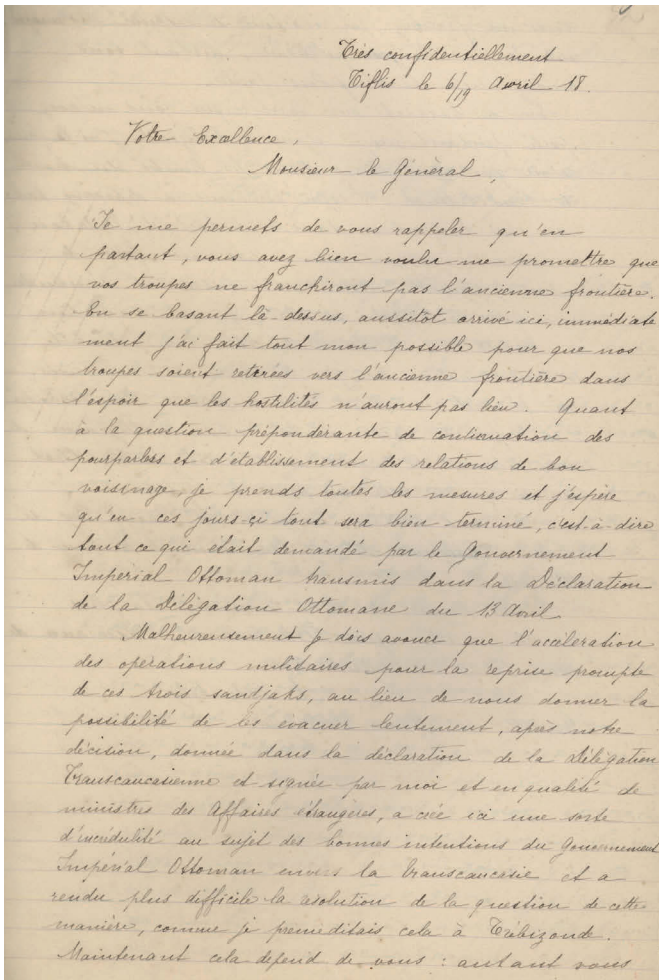 Très confidentiellement
Tiflis le 6/19 Avril 18.
Votre Excellence,
Monsieur le Général,
Je me permets de vous rappeler qu'en
partant, vous avez bien voulu me promettre que
vos troupes ne franchiront pas l'ancienne frontière.
En se basant là-dessus, aussitot arrivé ici, immédiate
ment j'ai fait tout mon possible pour que nos
troupes soient retirées vers l'ancienne frontière dans
l'espoir que les hostilités n'auront pas lieu. Quant
à la question prépondérante de continuation des
pourparlers et d'établissement des relations de bon
voisinage, je prends toutes les mesures et j'espère
qu'en ces jours-çi tout sera bien terminé, c'est-à-dire
tout ce qui était demandé par le Gouvernement
Impérial Ottoman transmis dans la Déclaration
de la Délégation Ottomane du 13 Avril
Malheureusement je dois avouer que l'accéleration
des opérations militaires pour la reprise prompte
de ces trois sandjaks, au lieu de nous donner la
possibilité de les évacuer lentement, après notre
décision, donnée dans la déclaration de la Délégation
Transcaucasienne et signée par moi et en qualité de
ministre des Affaires étrangères, a créé ici une sorte
d'incrédulité au sujet des bonnes intentions du Gouvernement
Impérial Ottoman envers la Transcaucasie et a
rendu plus difficile la solution de la question de cette
manière, comme je préméditais cela à Trébizonde.
Maintenant cela dépend de vous : autant vous